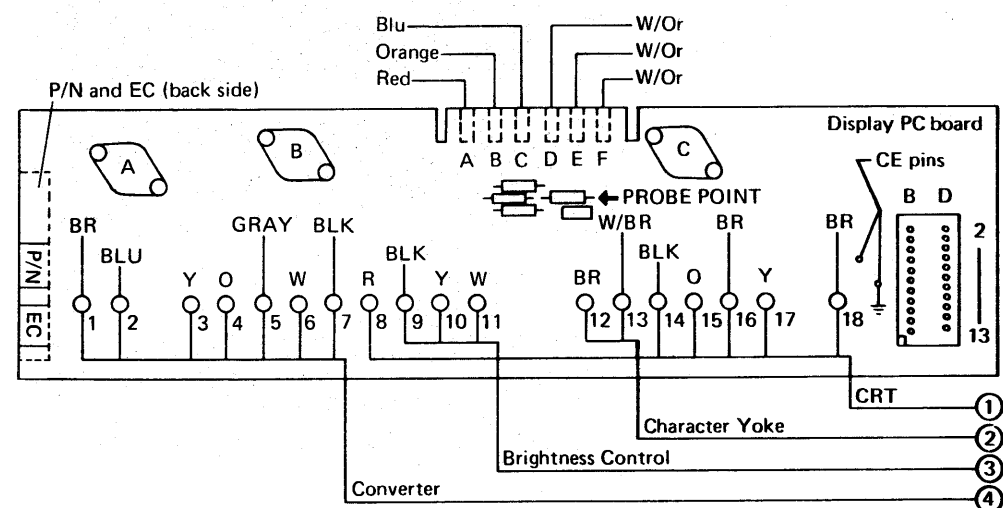 Blu W/Or
Orange W/Or
Red W/Or
P/N and EC (back side)
Display PC board
A B C D E F
A B C
CE pins
PROBE POINT
B D
BR GRAY BLK W/BR BR BR 2
BLU BLK BLK
P/N Y O W R Y W BR O Y
EC 1 2 3 4 5 6 7 8 9 10 11 12 13 14 15 16 17 18 13
CRT 1
Character Yoke 2
Brightness Control 3
Converter 4